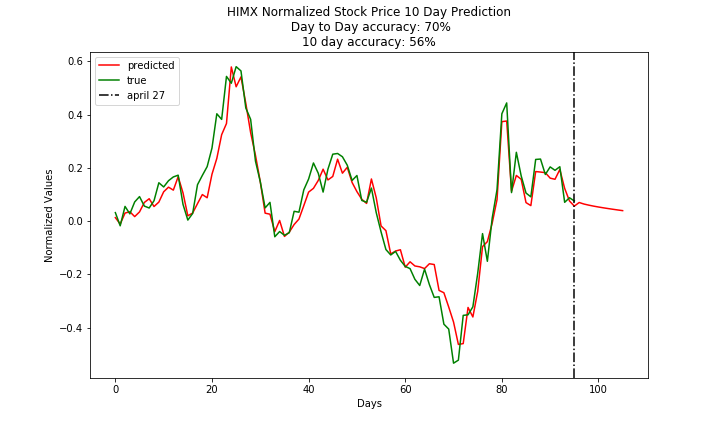 HIMX Normalized Stock Price 10 Day Prediction
Day to Day accuracy: 70%
10 day accuracy: 56%
predicted
true
april 27
Normalized Values
0.6
0.4
0.2
0.0
−0.2
−0.4
0 20 40 60 80 100
Days